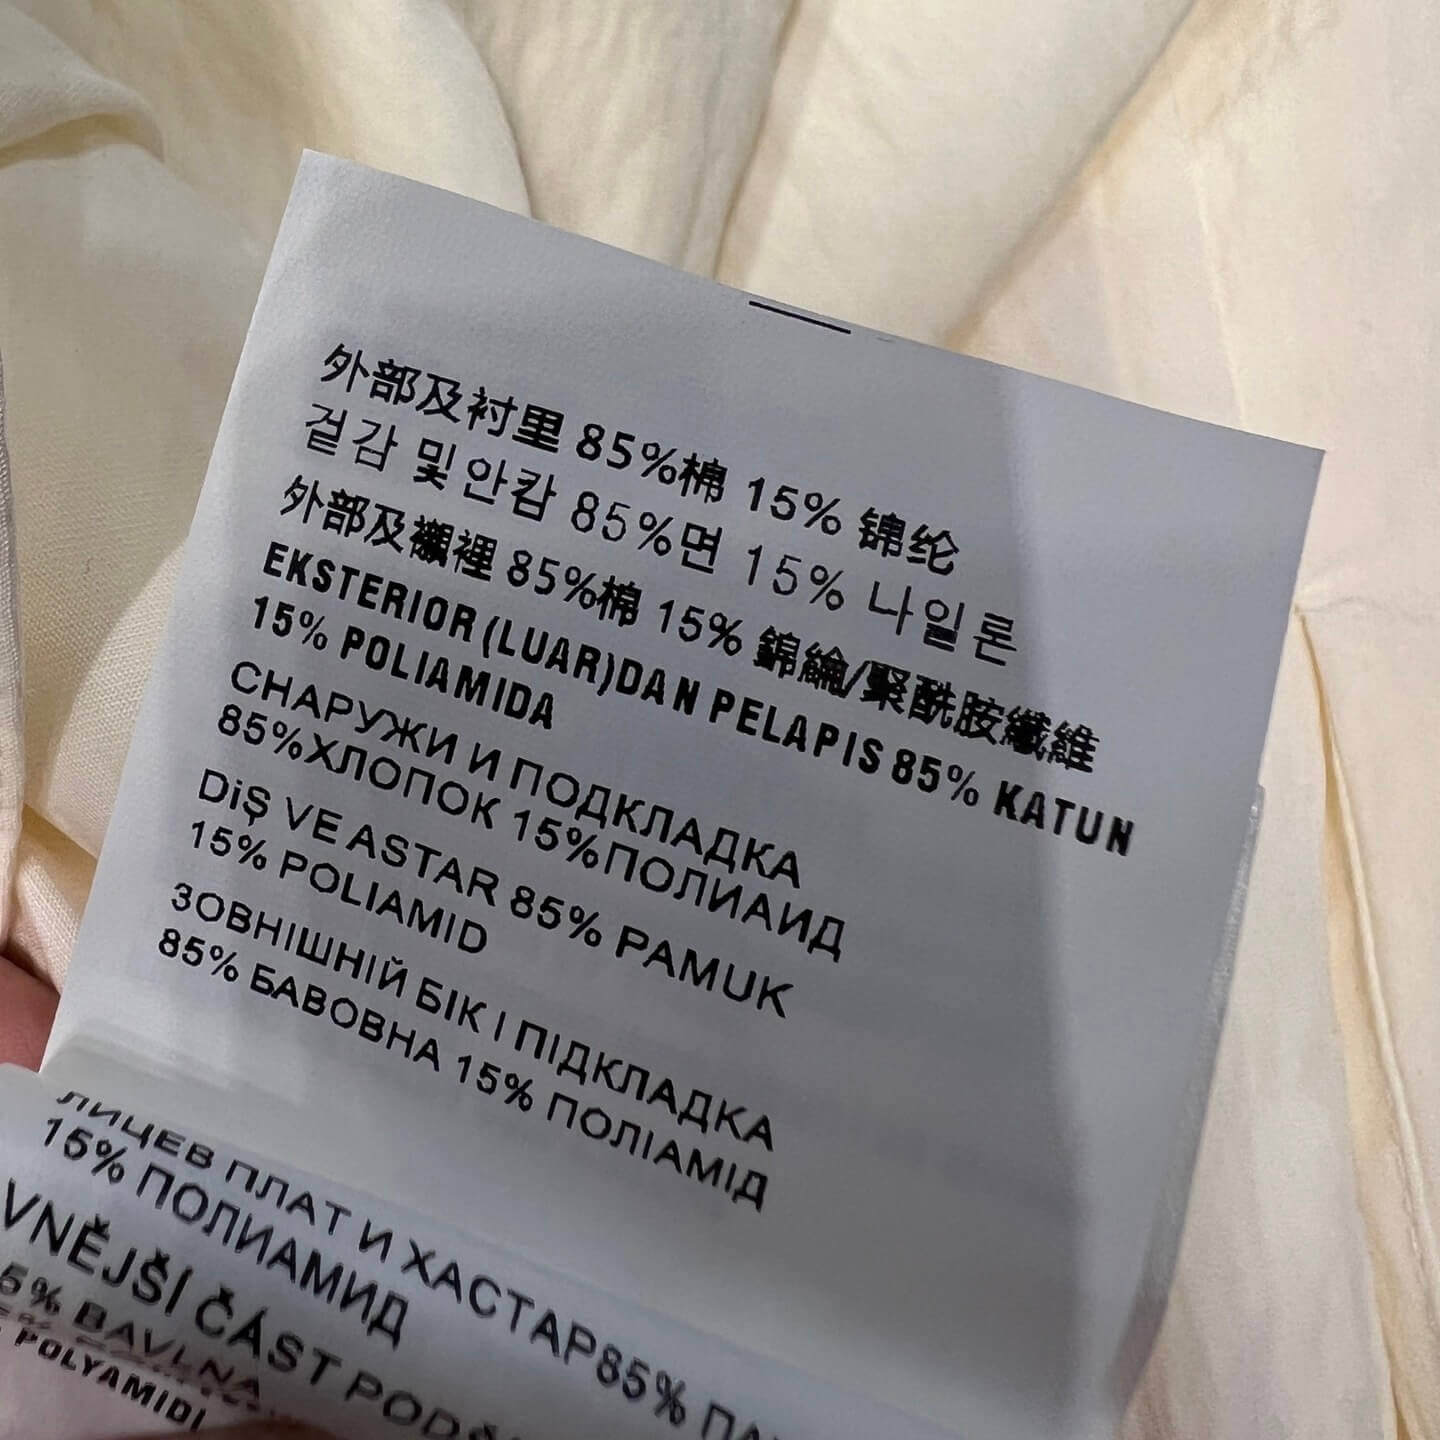 外部及衬里 85%棉 15% 锦纶
겉감 및안감 85%면 15% 나일론
外部及襯裡 85%棉 15% 錦綸/聚酰胺纖維
EKSTERIOR(LUAR)DAN PELAPIS 85% KATUN
15% POLIAMIDA
СНАРУЖИ И ПОДКЛАДКА
85%ХЛОПОК 15%ПОЛИАИД
DiŞ VE ASTAR 85% PAMUK
15% POLIAMID
ЗОВНІШНІЙ БІК І ПІДКЛАДКА
85% БАВОВНА 15% ПОЛІАМІД
ЛИЦЕВ ПЛАТ И ХАСТАР85%
15% ПОЛИАМИД
VNĚJŠÍ ČÁST
5% BAVLNA
POLYAMIDI